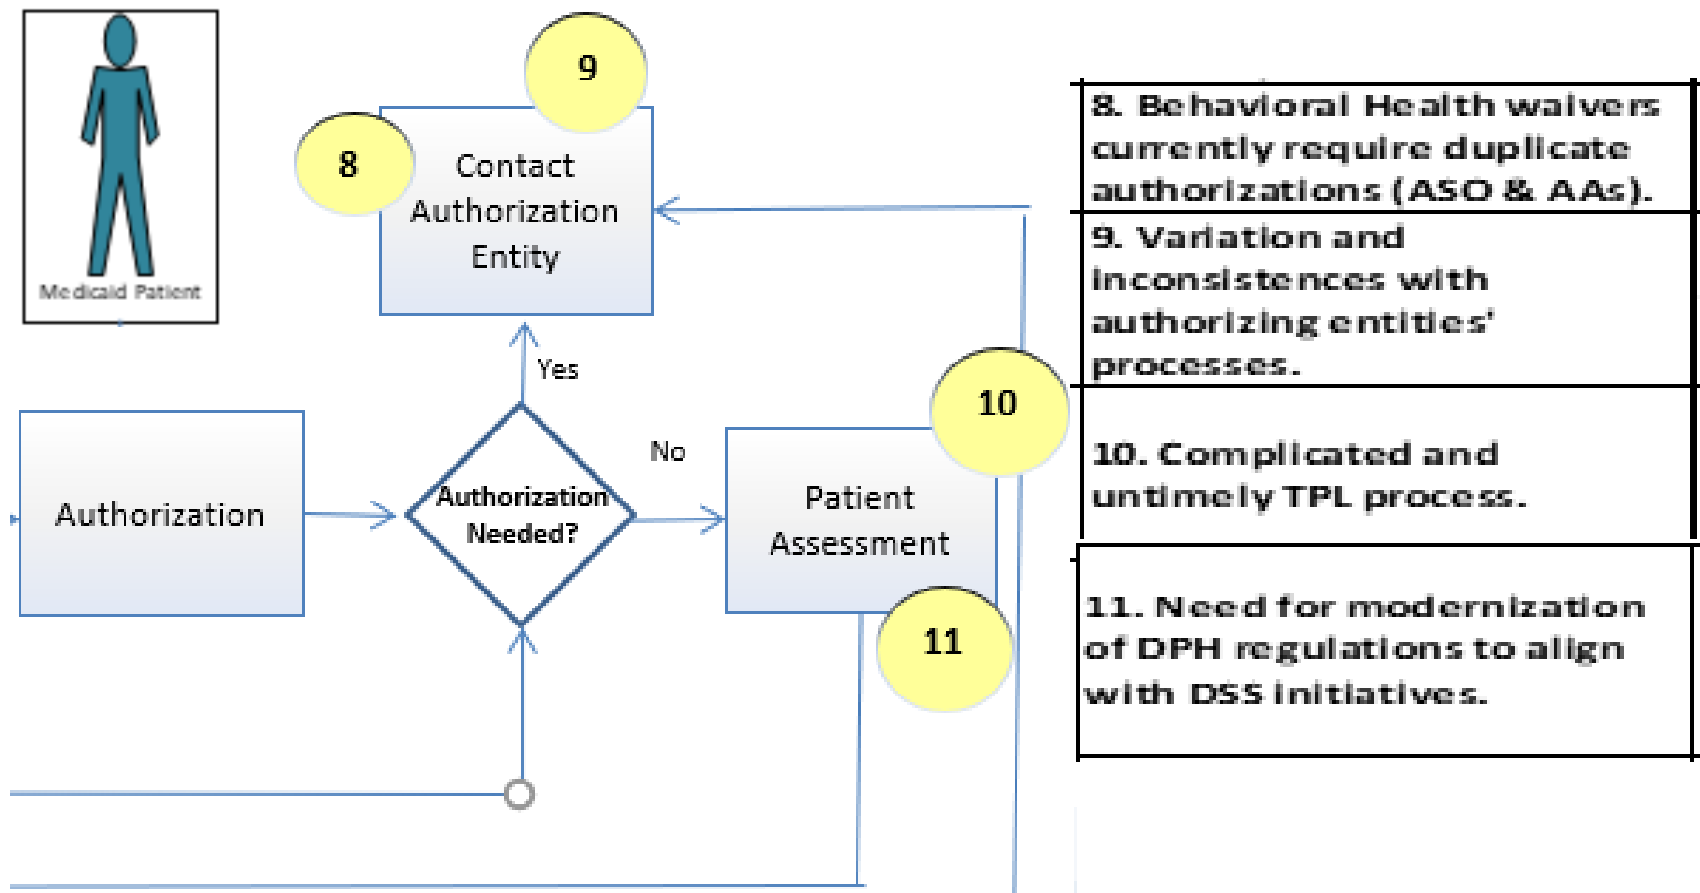 Medicaid Patient
9
8
Contact
Authorization
Entity
Yes
Authorization
Authorization
Needed?
No
10
Patient
Assessment
11
8. Behavioral Health waivers
currently require duplicate
authorizations (ASO & AAs).
9. Variation and
inconsistences with
authorizing entities'
processes.
10. Complicated and
untimely TPL process.
11. Need for modernization
of DPH regulations to align
with DSS initiatives.